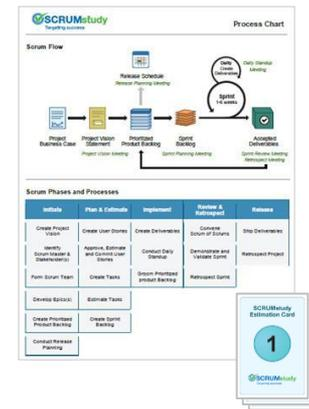 SCRUMstudy
Targeting success
Process Chart
Scrum Flow
Release Schedule
Release Planning Meeting
Daily
Create
Deliverables
Daily Standup
Meeting
Sprint
1-6 weeks
Project
Business Case
Project Vision
Statement
Prioritized
Product Backlog
Sprint
Backlog
Accepted
Deliverables
Project Vision Meeting
Sprint Planning Meeting
Sprint Review Meeting
Retrospect Meeting
Scrum Phases and Processes
Initiate
Plan & Estimate
Implement
Review &
Retrospect
Release
Create Project
Vision
Create User Stories
Create Deliverables
Convene
Scrum of Scrums
Ship Deliverables
Identify
Scrum Master &
Stakeholder(s)
Approve, Estimate
and Commit User
Stories
Conduct Daily
Standup
Demonstrate and
Validate Sprint
Retrospect Project
Form Scrum Team
Create Tasks
Groom Prioritized
product Backlog
Retrospect Sprint
Develop Epic(s)
Estimate Tasks
Create Prioritized
Product Backlog
Create Sprint
Backlog
Conduct Release
Planning
SCRUMstudy
Estimation Card
1
SCRUMstudy
Targeting success